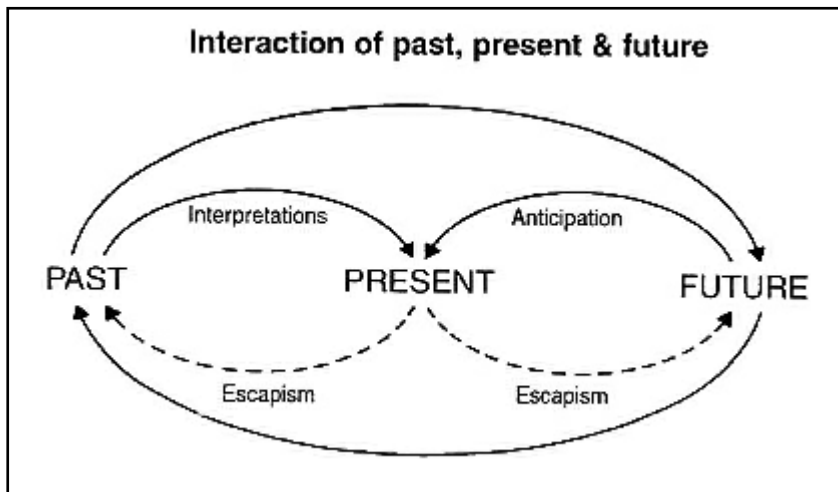 Interaction of past, present & future
Interpretations
Anticipation
PAST
PRESENT
FUTURE
Escapism
Escapism